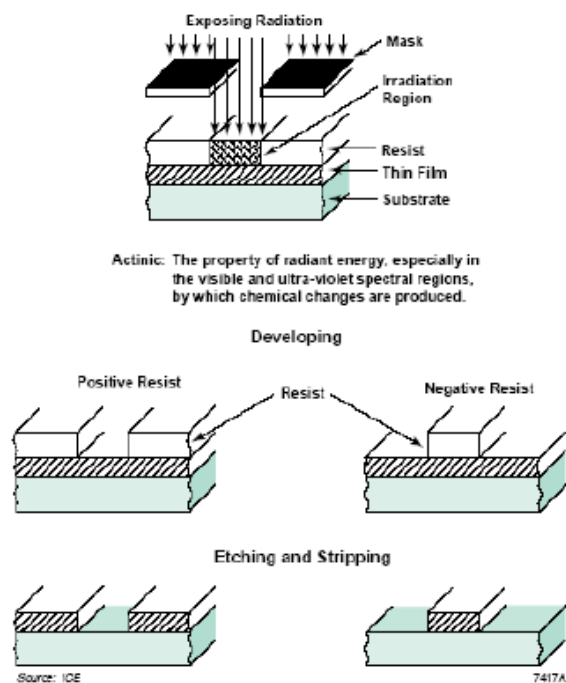 Exposing Radiation
Mask
Irradiation
Region
Resist
Thin Film
Substrate
Actinic: The property of radiant energy, especially in
the visible and ultra-violet spectral regions,
by which chemical changes are produced.
Developing
Positive Resist
Resist
Negative Resist
Etching and Stripping
Source: ICE
7417A